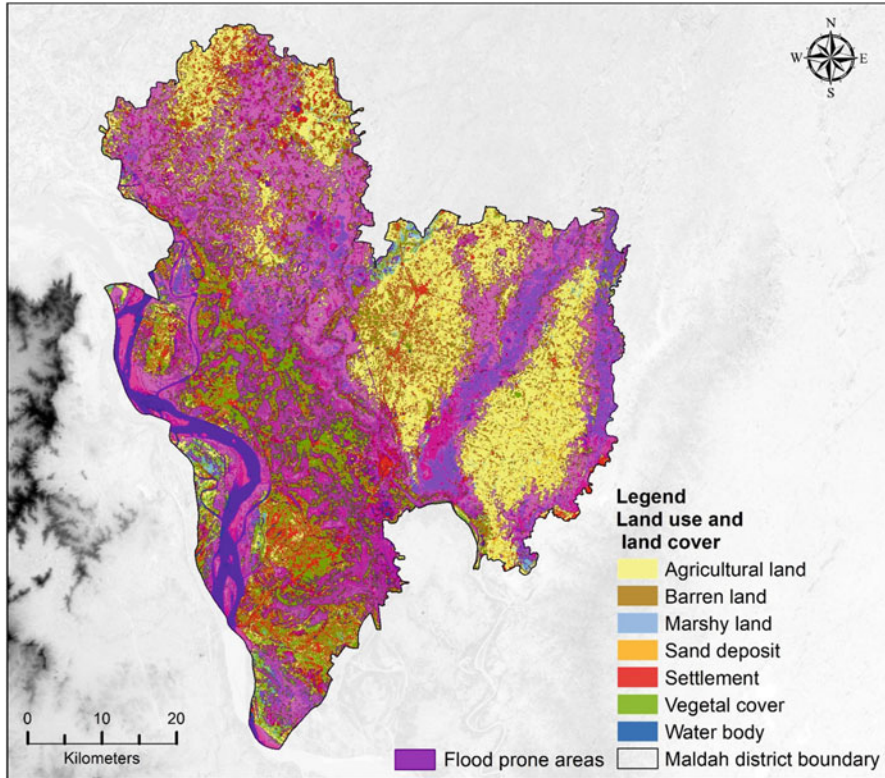 N
W E
S
Legend
Land use and
land cover
Agricultural land
Barren land
Marshy land
Sand deposit
Settlement
Vegetal cover
Water body
Maldah district boundary
Flood prone areas
0 10 20
Kilometers